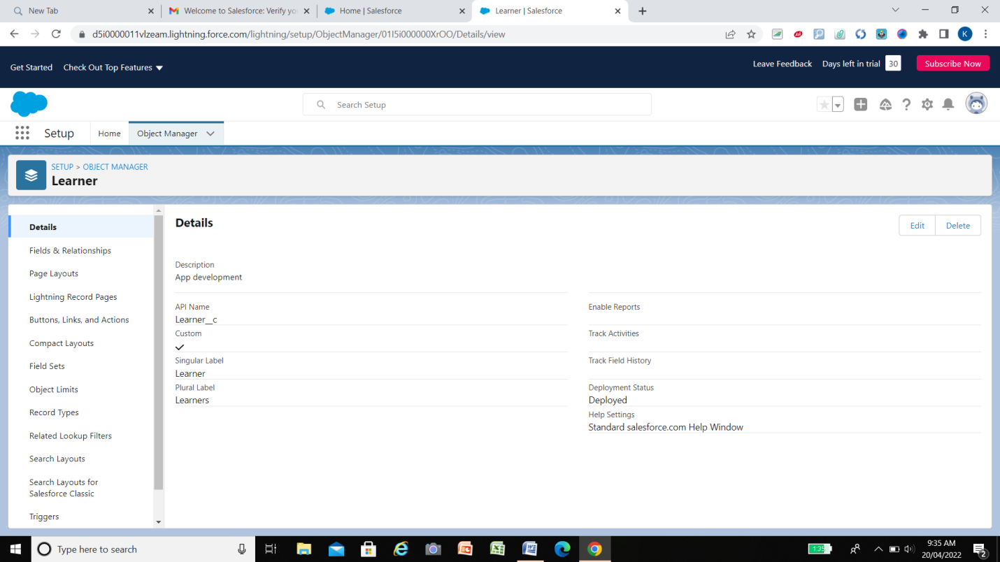 New Tab
Welcome to Salesforce: Verify yo
Home | Salesforce
Learner | Salesforce
d5i0000011vlzeam.lightning.force.com/lightning/setup/ObjectManager/01I5i000000XrOO/Details/view
K
Get Started
Check Out Top Features
Leave Feedback
Days left in trial
30
Subscribe Now
Search Setup
Setup
Home
Object Manager
SETUP > OBJECT MANAGER
Learner
Details
Fields & Relationships
Page Layouts
Lightning Record Pages
Buttons, Links, and Actions
Compact Layouts
Field Sets
Object Limits
Record Types
Related Lookup Filters
Search Layouts
Search Layouts for
Salesforce Classic
Triggers
Details
Edit
Delete
Description
App development
API Name
Learner__c
Custom
Singular Label
Learner
Plural Label
Learners
Enable Reports
Track Activities
Track Field History
Deployment Status
Deployed
Help Settings
Standard salesforce.com Help Window
Type here to search
1:35
9:35 AM
20/04/2022
2